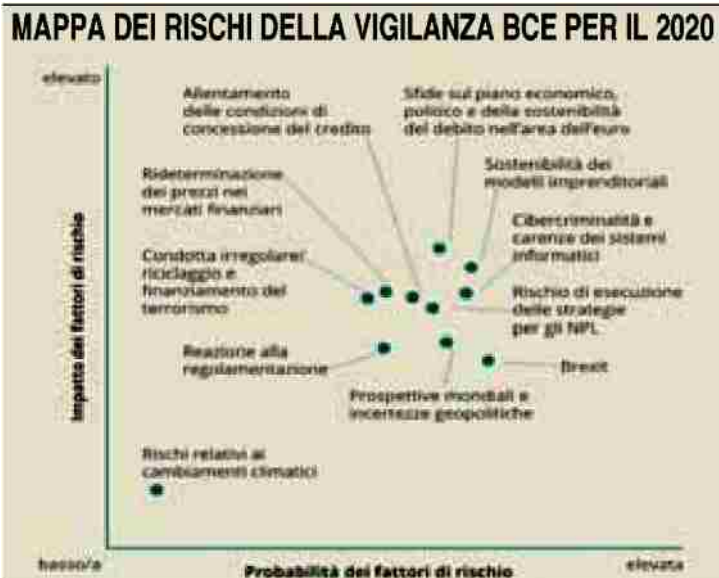 MAPPA DEI RISCHI DELLA VIGILANZA BCE PER IL 2020
elevato
Allentamento
delle condizioni di
concessione del credito
Sfide sul piano economico,
politico e della sostenibilità
del debito nell'area dell'euro
Rideterminazione
dei prezzi nei
mercati finanziari
Sostenibilità dei
modelli imprenditoriali
Cibercriminalità e
carenze dei sistemi
informatici
Condotta irregolare/
riciclaggio e
finanziamento del
terrorismo
Rischio di esecuzione
delle strategie
per gli NPL
Reazione alla
regolamentazione
Brexit
Prospettive mondiali e
incertezze geopolitiche
Rischi relativi ai
cambiamenti climatici
Impatto dei fattori di rischio
basso/a
Probabilità dei fattori di rischio
elevata